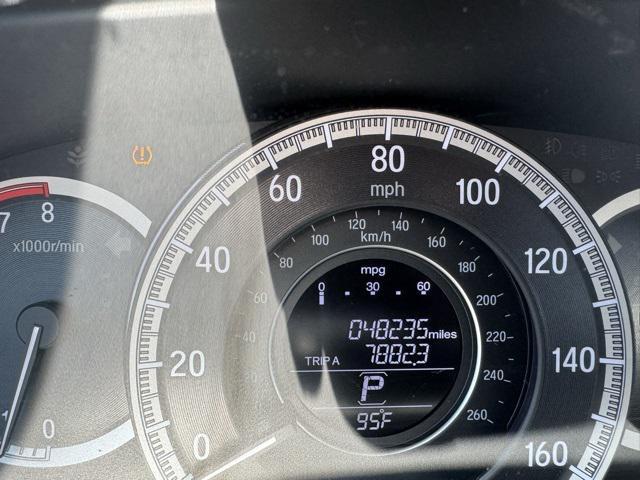 80
60 mph 100
40 120
20 140
0 160
7 8
x1000r/min
1 0
120 140
100 km/h 160
80 180
60 200
40 220
240
260
mpg
0 30 60
048235 miles
TRIP A 7882.3
P
95°F